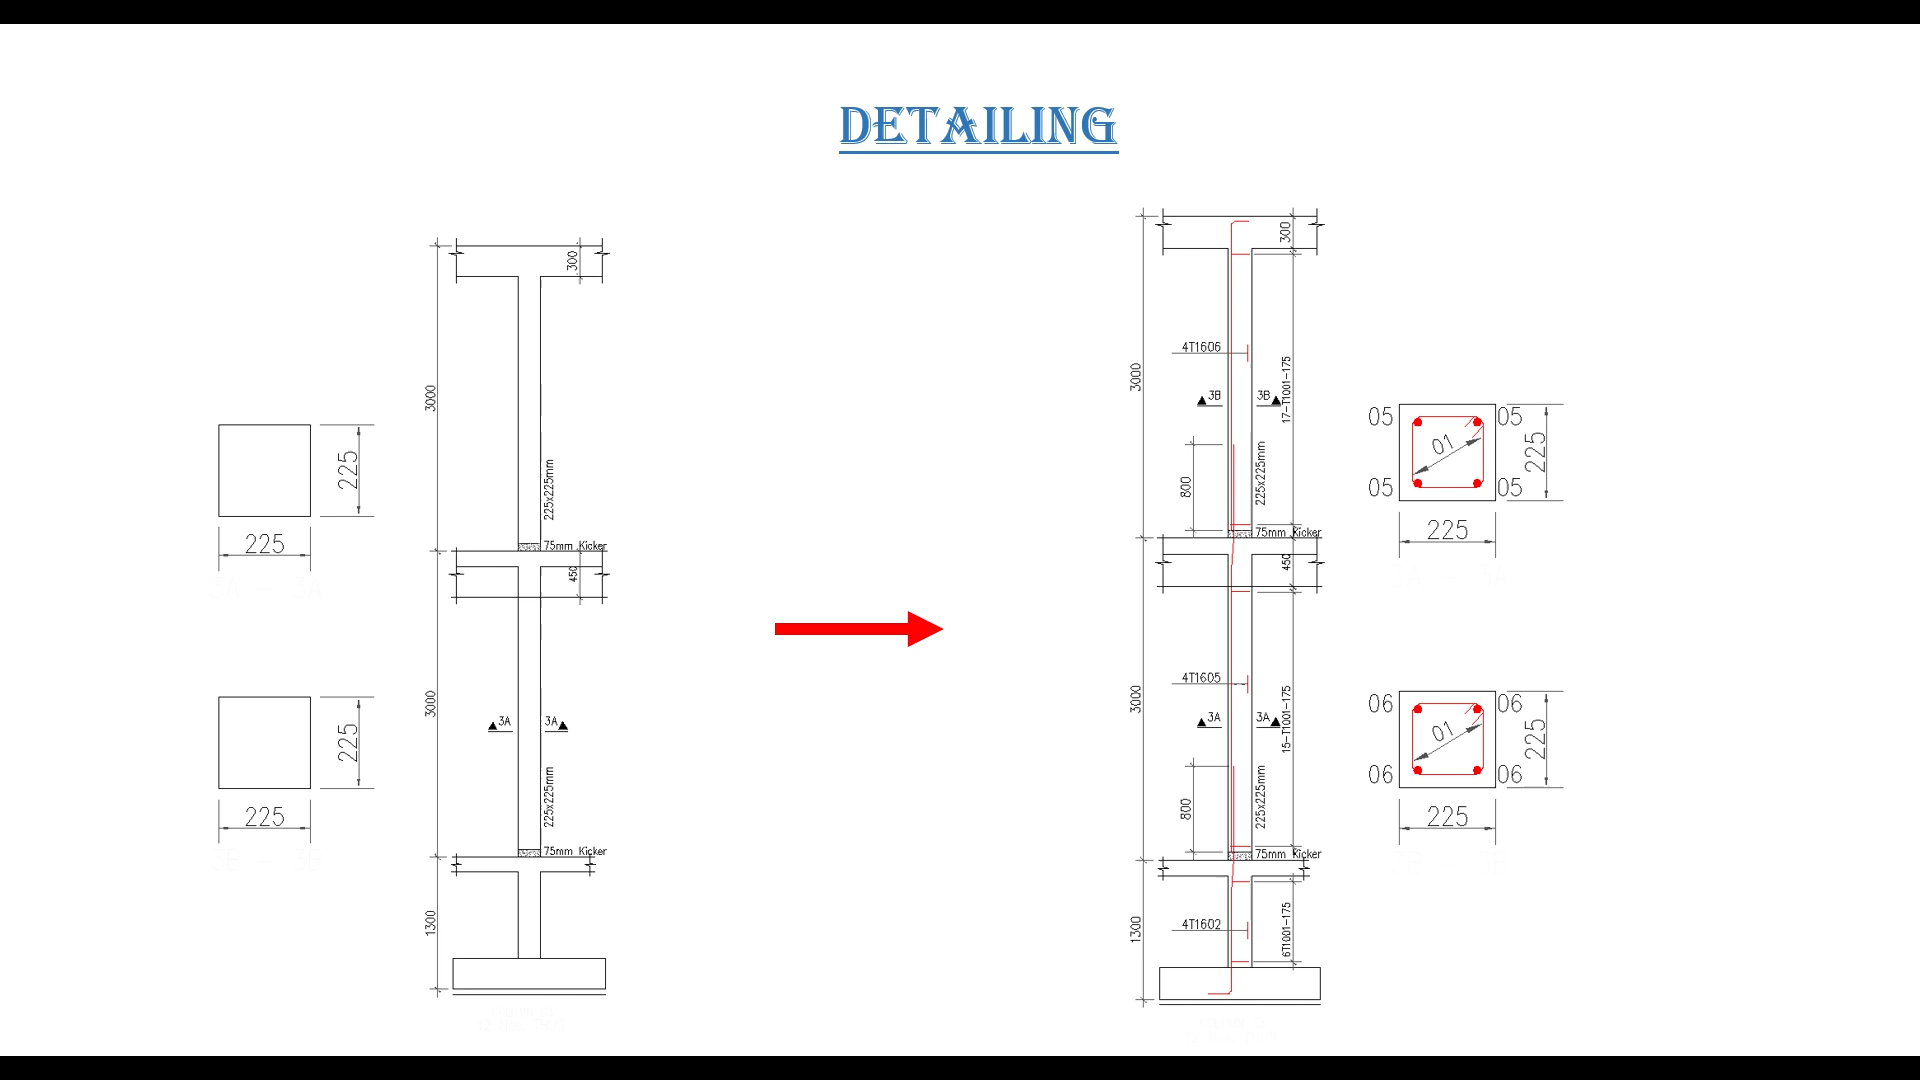 DETAILING
300
3000
225x225mm
75mm Kicker
450
3000
3A 3A
225x225mm
75mm Kicker
1300
225
225
225
225
300
4T1606
3000
3B 3B
17-T1001-175
800
225x225mm
75mm Kicker
450
4T1605
3000
3A 3A
15-T1001-175
800
225x225mm
75mm Kicker
4T1602
1300
6T1001-175
05 05
01
225
05 05
225
06 06
01
225
06 06
225